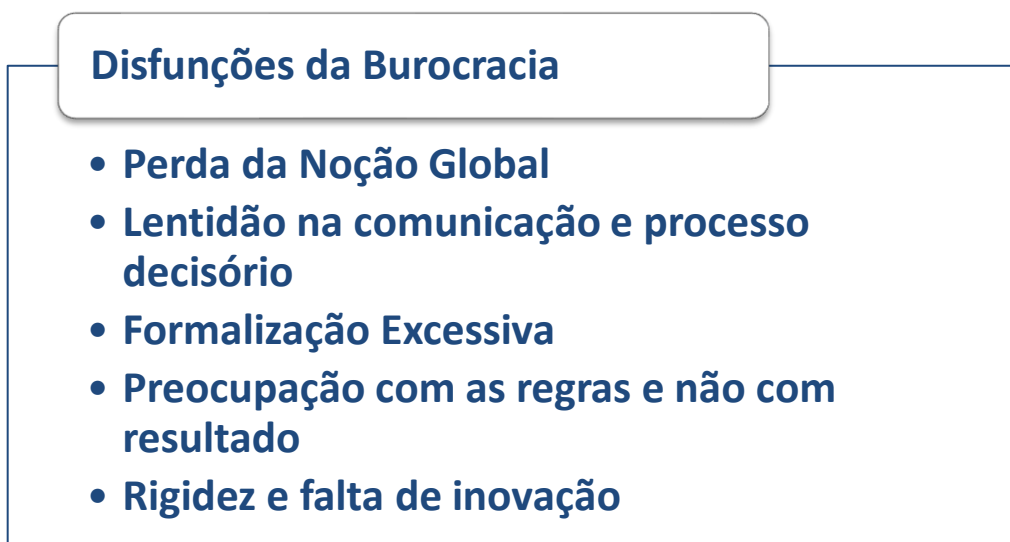 Disfunções da Burocracia
• Perda da Noção Global
• Lentidão na comunicação e processo
decisório
• Formalização Excessiva
• Preocupação com as regras e não com
resultado
• Rigidez e falta de inovação